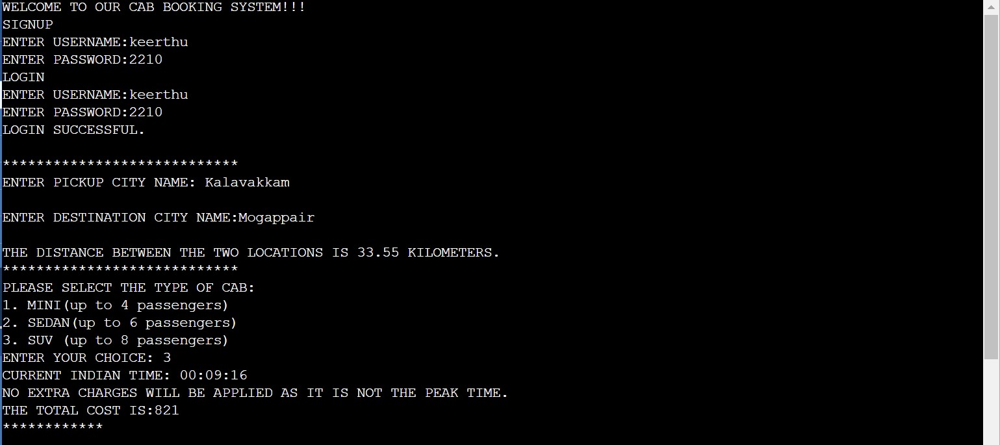 WELCOME TO OUR CAB BOOKING SYSTEM!!!
SIGNUP
ENTER USERNAME:keerthu
ENTER PASSWORD:2210
LOGIN
ENTER USERNAME:keerthu
ENTER PASSWORD:2210
LOGIN SUCCESSFUL.
****************************
ENTER PICKUP CITY NAME: Kalavakkam
ENTER DESTINATION CITY NAME:Mogappair
THE DISTANCE BETWEEN THE TWO LOCATIONS IS 33.55 KILOMETERS.
****************************
PLEASE SELECT THE TYPE OF CAB:
1. MINI(up to 4 passengers)
2. SEDAN(up to 6 passengers)
3. SUV (up to 8 passengers)
ENTER YOUR CHOICE: 3
CURRENT INDIAN TIME: 00:09:16
NO EXTRA CHARGES WILL BE APPLIED AS IT IS NOT THE PEAK TIME.
THE TOTAL COST IS:821
************